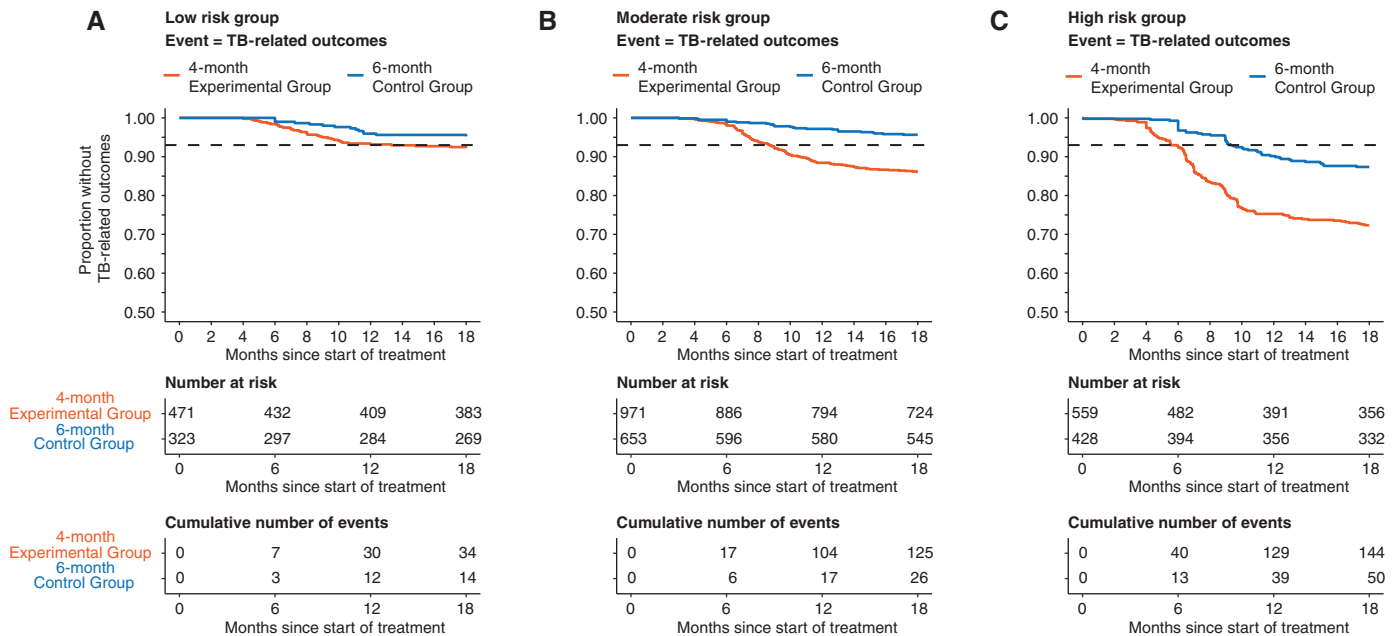 A
Low risk group
Event = TB-related outcomes
4-month
Experimental Group
6-month
Control Group
Proportion without
TB-related outcomes
1.00
0.90
0.80
0.70
0.60
0.50
0 2 4 6 8 10 12 14 16 18
Months since start of treatment
Number at risk
4-month
Experimental Group
471 432 409 383
6-month
Control Group
323 297 284 269
0 6 12 18
Months since start of treatment
Cumulative number of events
4-month
Experimental Group
0 7 30 34
6-month
Control Group
0 3 12 14
0 6 12 18
Months since start of treatment
B
Moderate risk group
Event = TB-related outcomes
4-month
Experimental Group
6-month
Control Group
1.00
0.90
0.80
0.70
0.60
0.50
0 2 4 6 8 10 12 14 16 18
Months since start of treatment
Number at risk
971 886 794 724
653 596 580 545
0 6 12 18
Months since start of treatment
Cumulative number of events
0 17 104 125
0 6 17 26
0 6 12 18
Months since start of treatment
C
High risk group
Event = TB-related outcomes
4-month
Experimental Group
6-month
Control Group
1.00
0.90
0.80
0.70
0.60
0.50
0 2 4 6 8 10 12 14 16 18
Months since start of treatment
Number at risk
559 482 391 356
428 394 356 332
0 6 12 18
Months since start of treatment
Cumulative number of events
0 40 129 144
0 13 39 50
0 6 12 18
Months since start of treatment